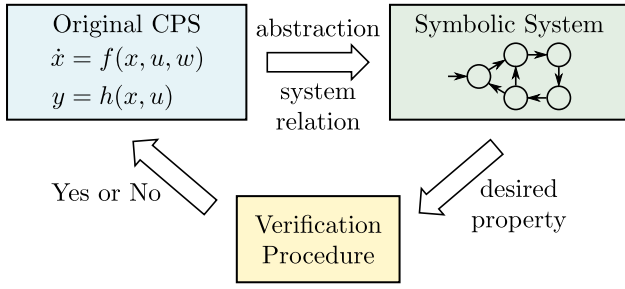 Original CPS
ẋ = f(x, u, w)
y = h(x, u)
abstraction
system
relation
Symbolic System
Yes or No
desired
property
Verification
Procedure